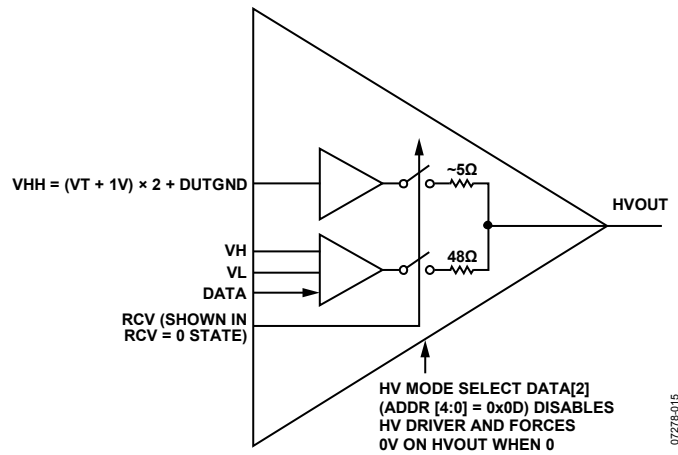 VHH = (VT + 1V) × 2 + DUTGND
~5Ω
HVOUT
VH
VL
DATA
48Ω
RCV (SHOWN IN
RCV = 0 STATE)
HV MODE SELECT DATA[2]
(ADDR [4:0] = 0x0D) DISABLES
HV DRIVER AND FORCES
0V ON HVOUT WHEN 0
07278-015